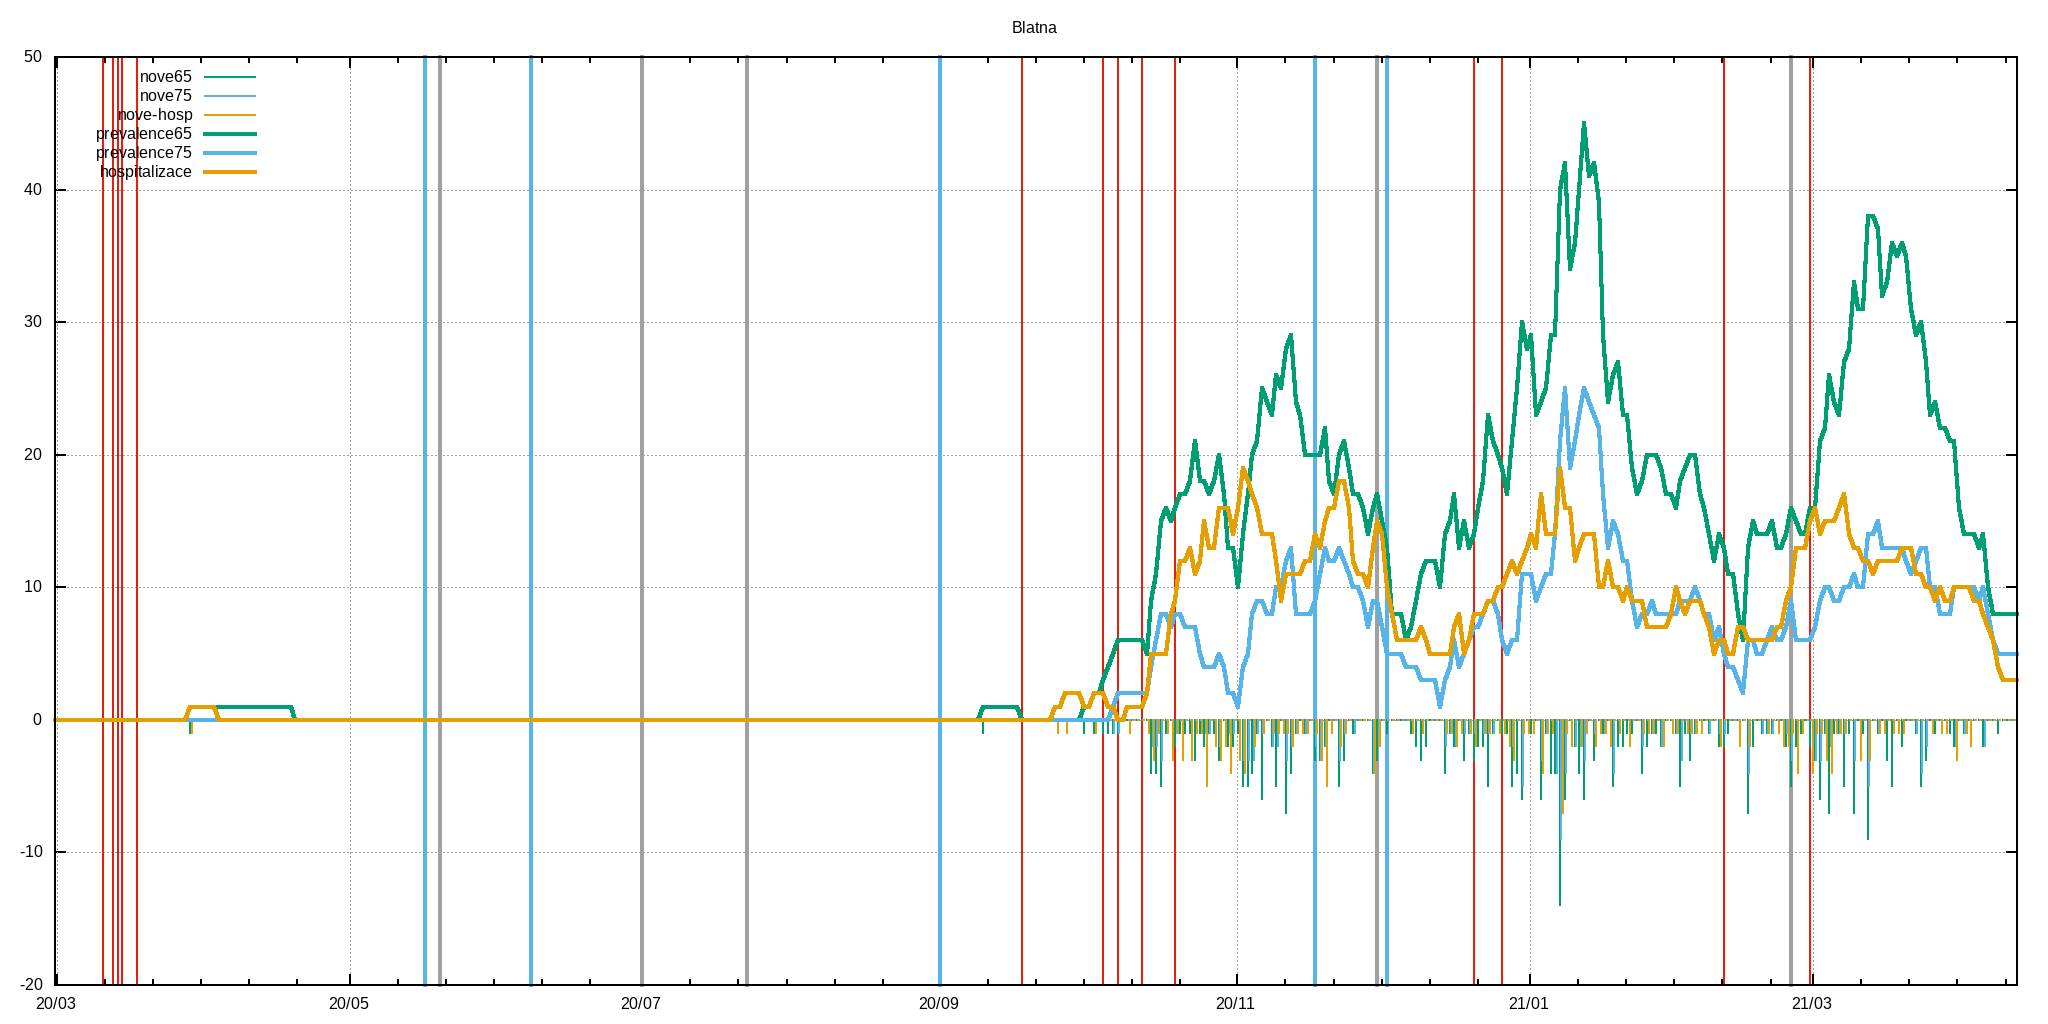 Blatna
50
nove65
nove75
nove-hosp
prevalence65
prevalence75
hospitalizace
40
30
20
10
0
-10
-20
20/03 20/05 20/07 20/09 20/11 21/01 21/03